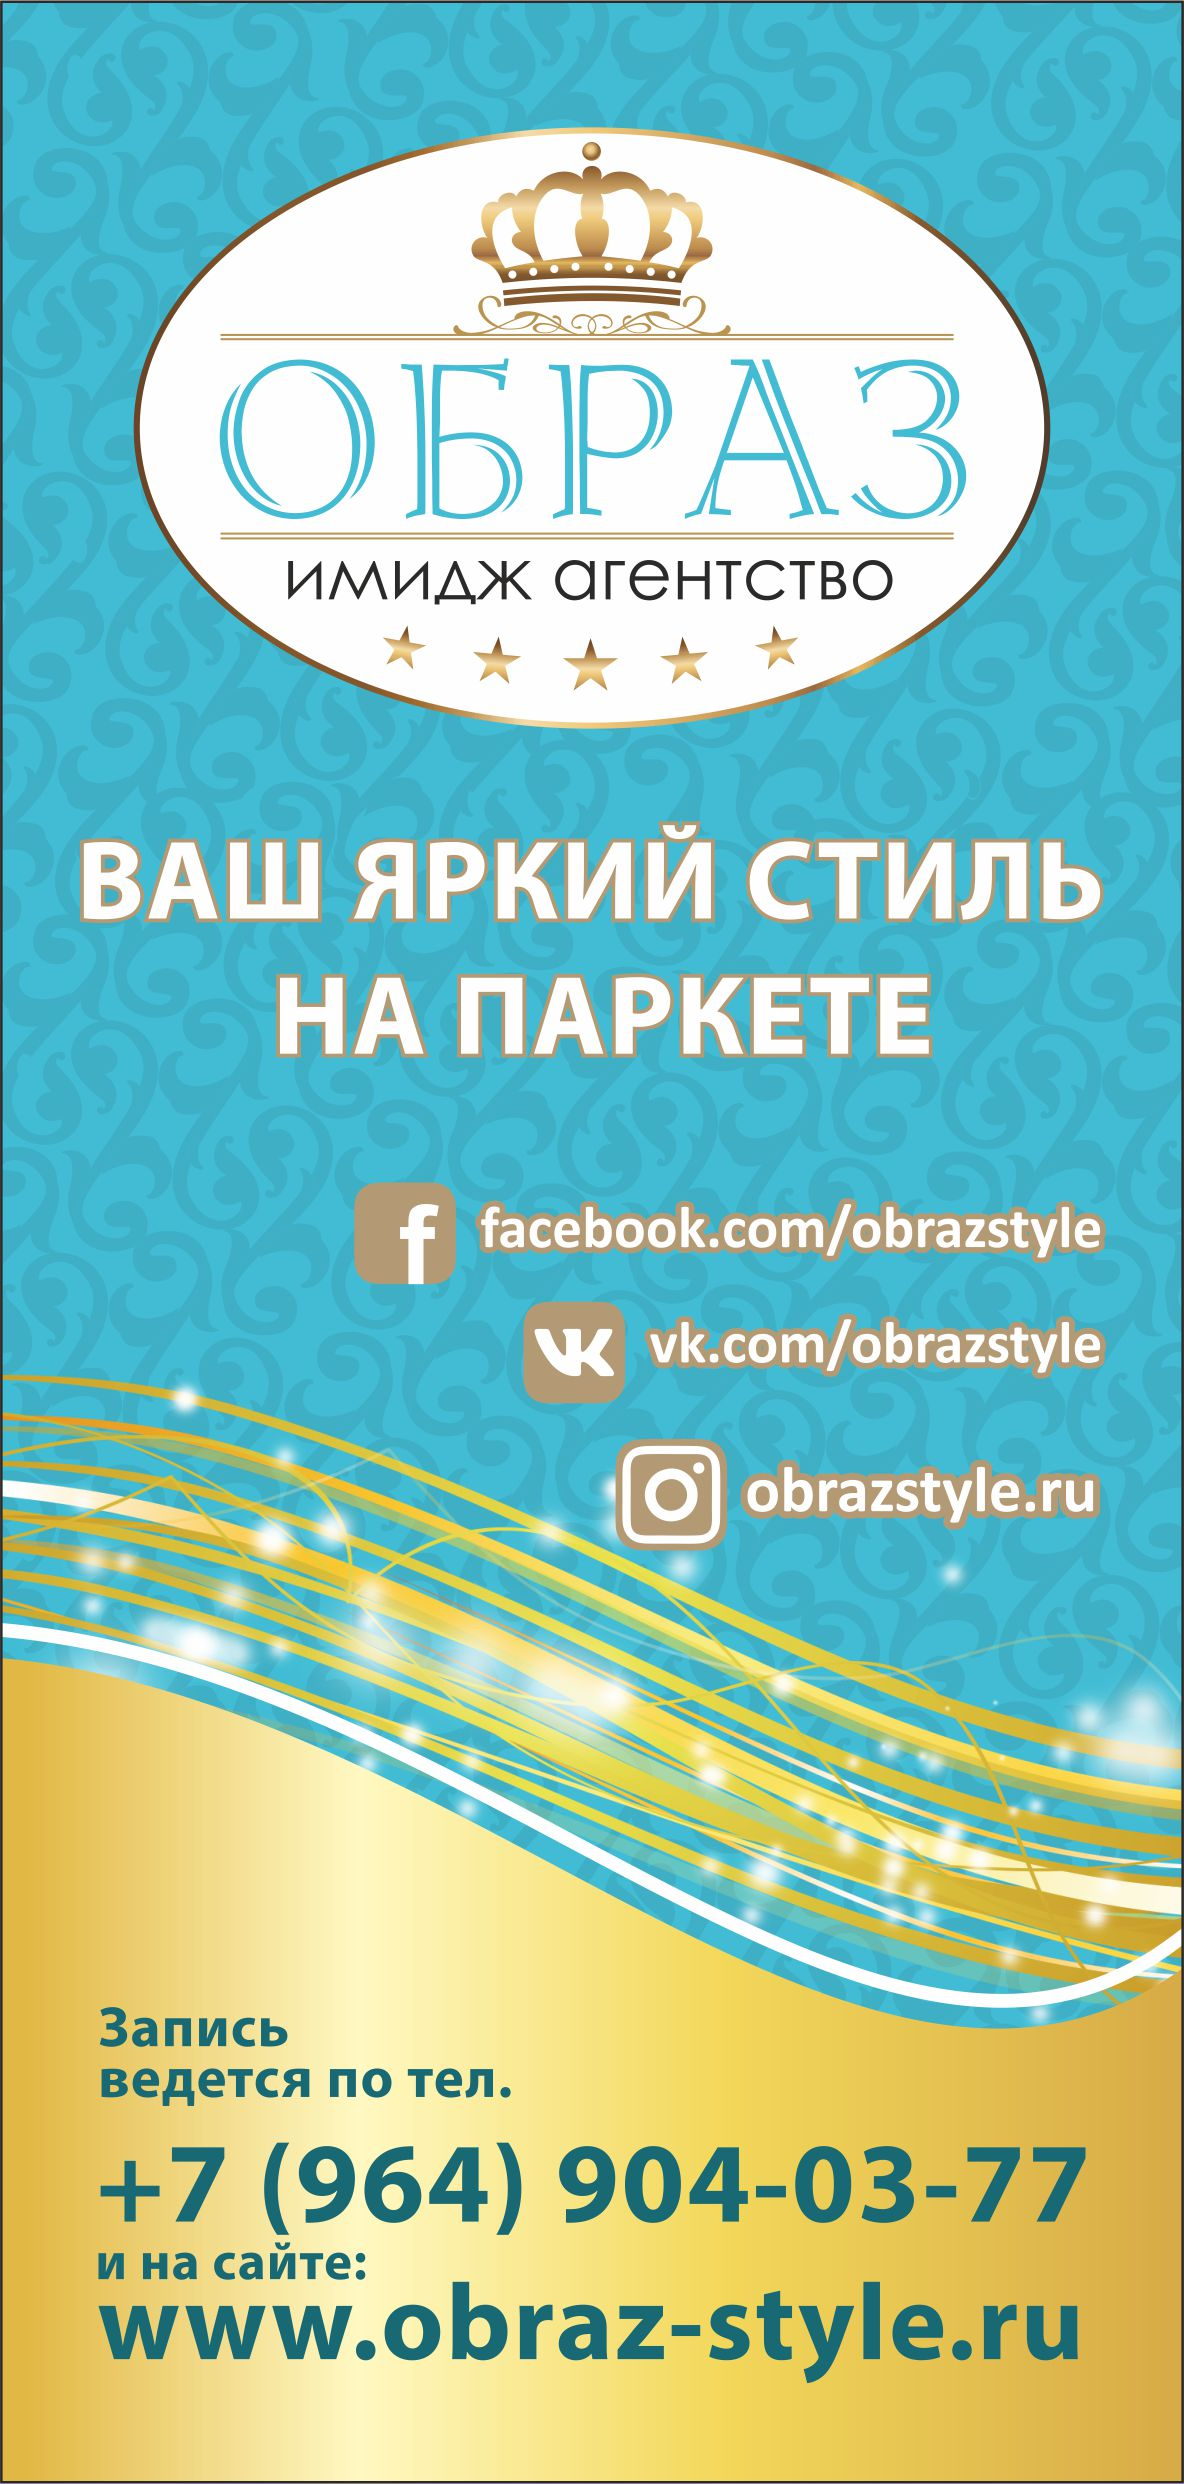 ОБРАЗ
имидж агентство
ВАШ ЯРКИЙ СТИЛЬ
НА ПАРКЕТЕ
facebook.com/obrazstyle
vk.com/obrazstyle
obrazstyle.ru
Запись
ведется по тел.
+7 (964) 904-03-77
и на сайте:
www.obraz-style.ru